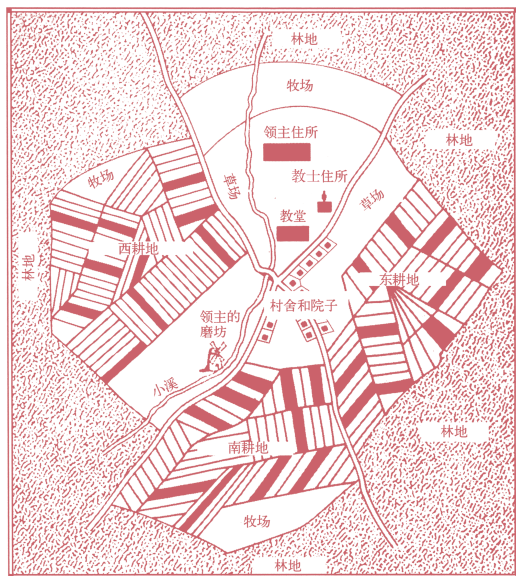 林地
牧场
林地
领主住所
教士住所
牧场
草场
草场
教堂
西耕地
东耕地
林地
村舍和院子
领主的
磨坊
小溪
林地
南耕地
牧场
林地